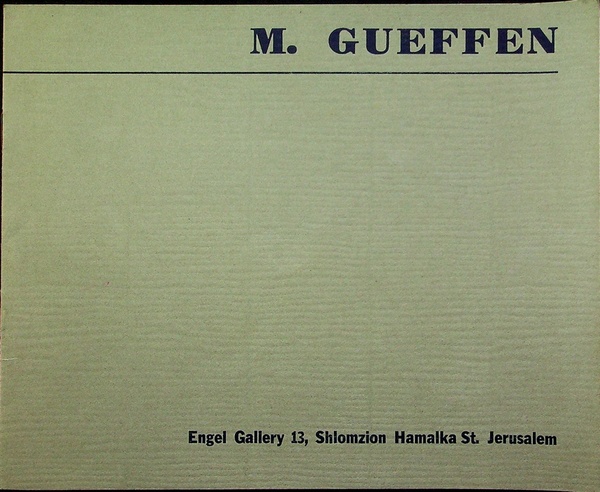 M. GUEFFEN
Engel Gallery 13, Shlomzion Hamalka St. Jerusalem